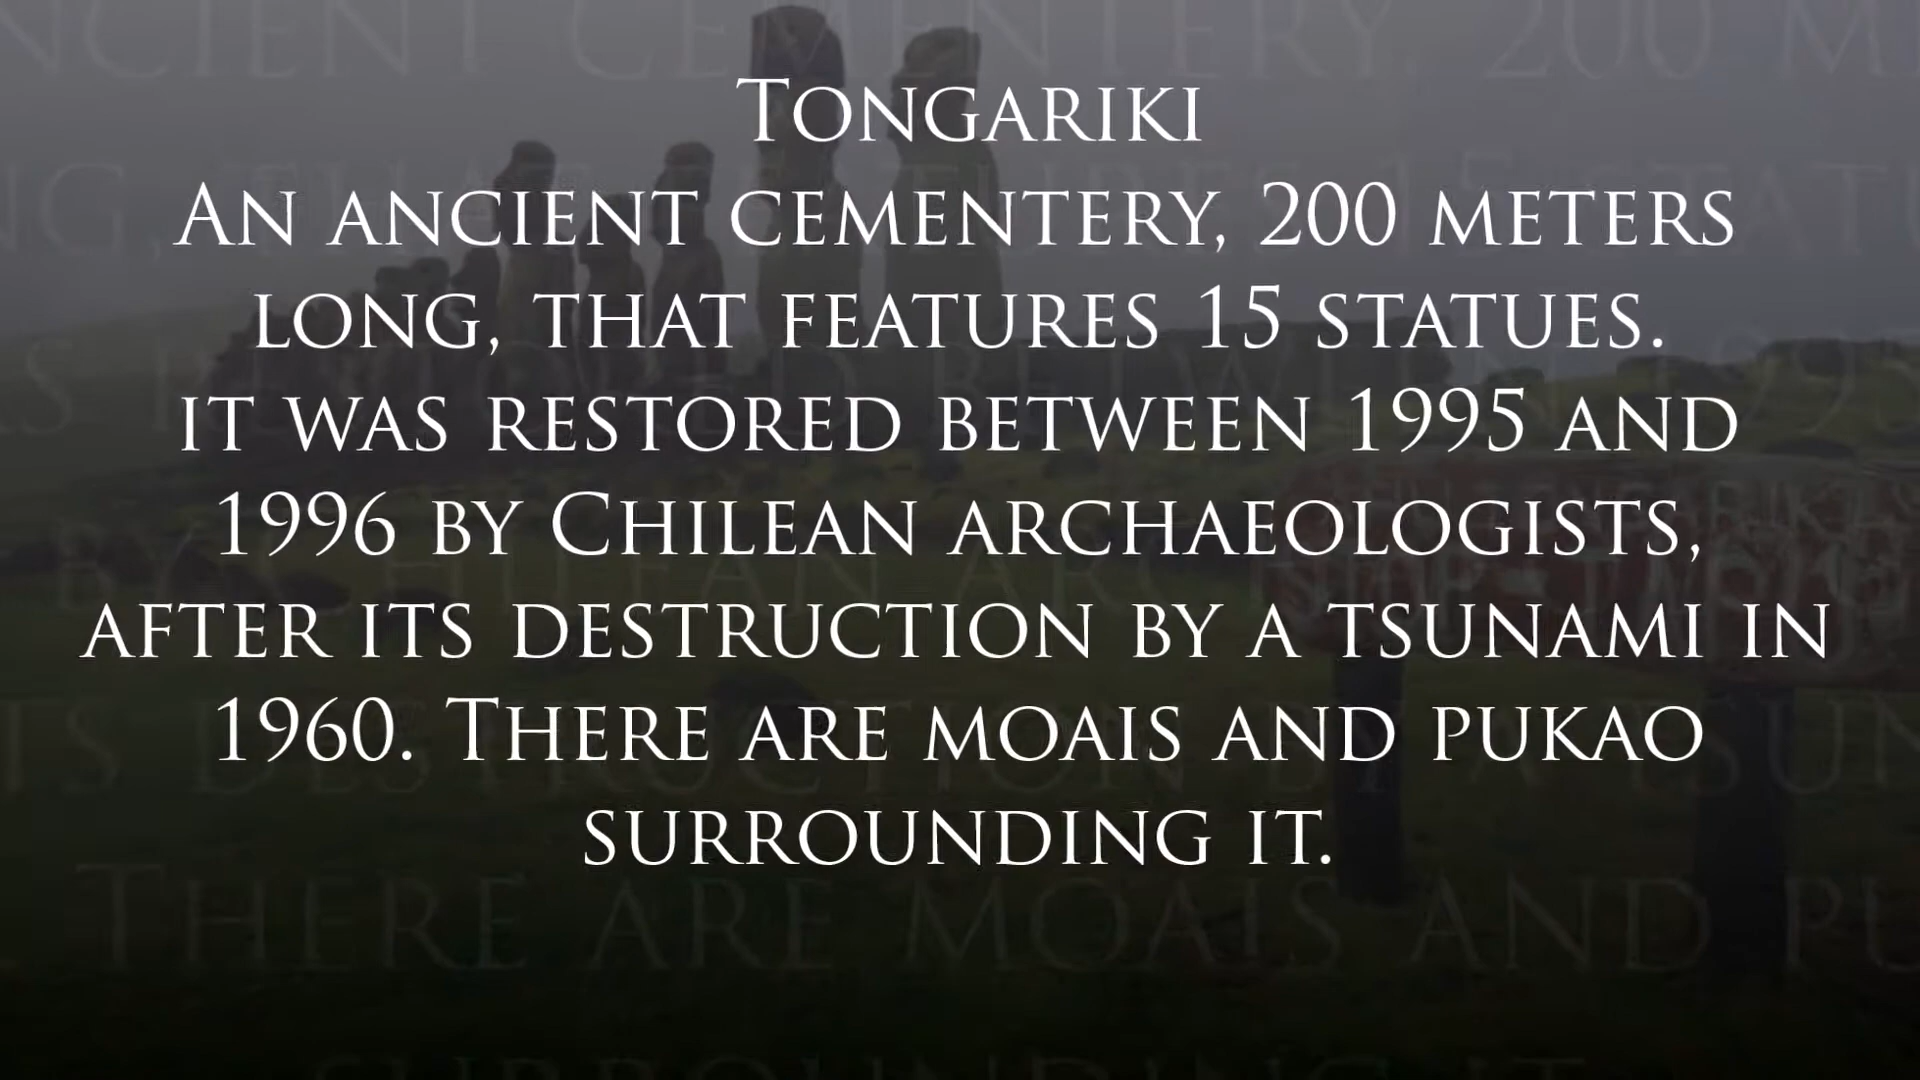 Tongariki
An ancient cementery, 200 meters
long, that features 15 statues.
it was restored between 1995 and
1996 by Chilean archaeologists,
after its destruction by a tsunami in
1960. There are moais and pukao
surrounding it.